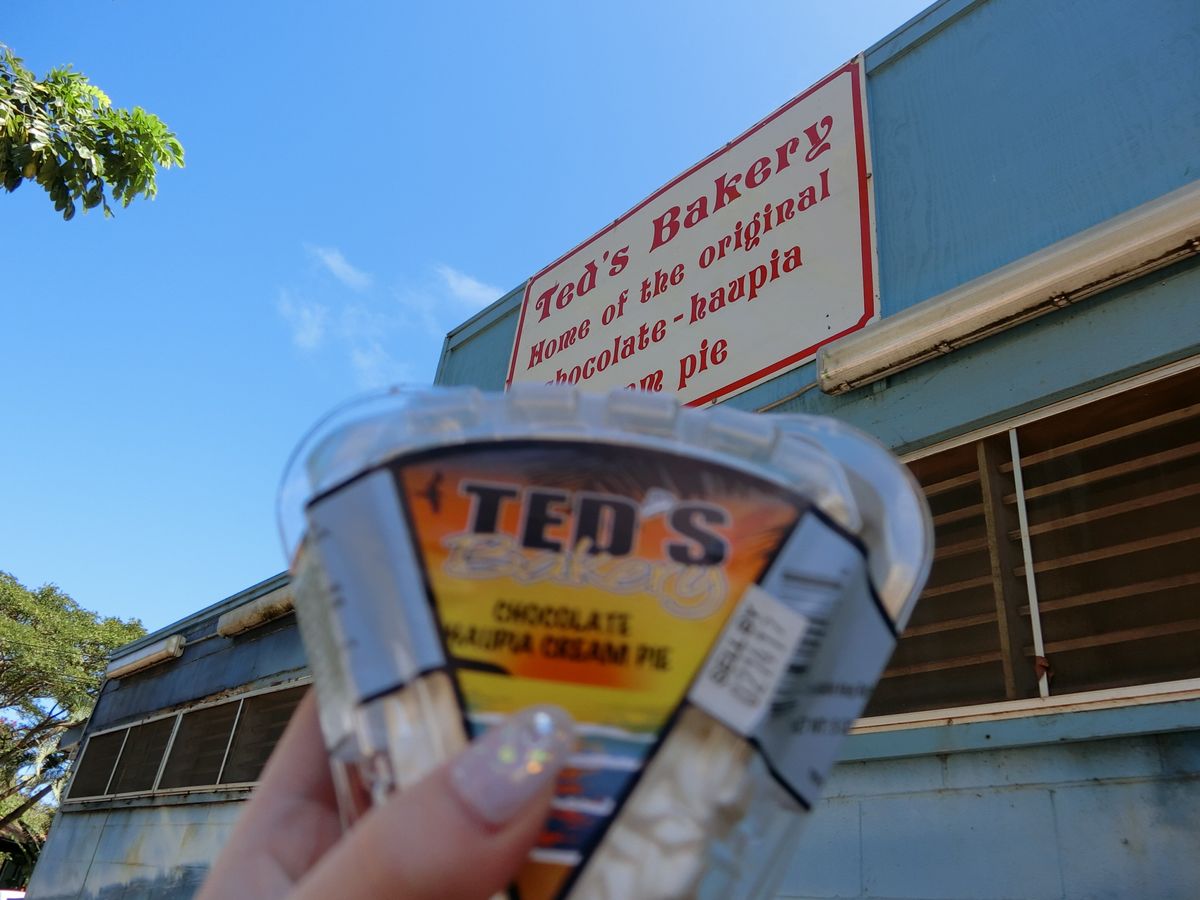 Ted's Bakery
Home of the original
chocolate-haupia
pie
TED'S
Bakery
CHOCOLATE
HAUPIA CREAM PIE
SELL BY